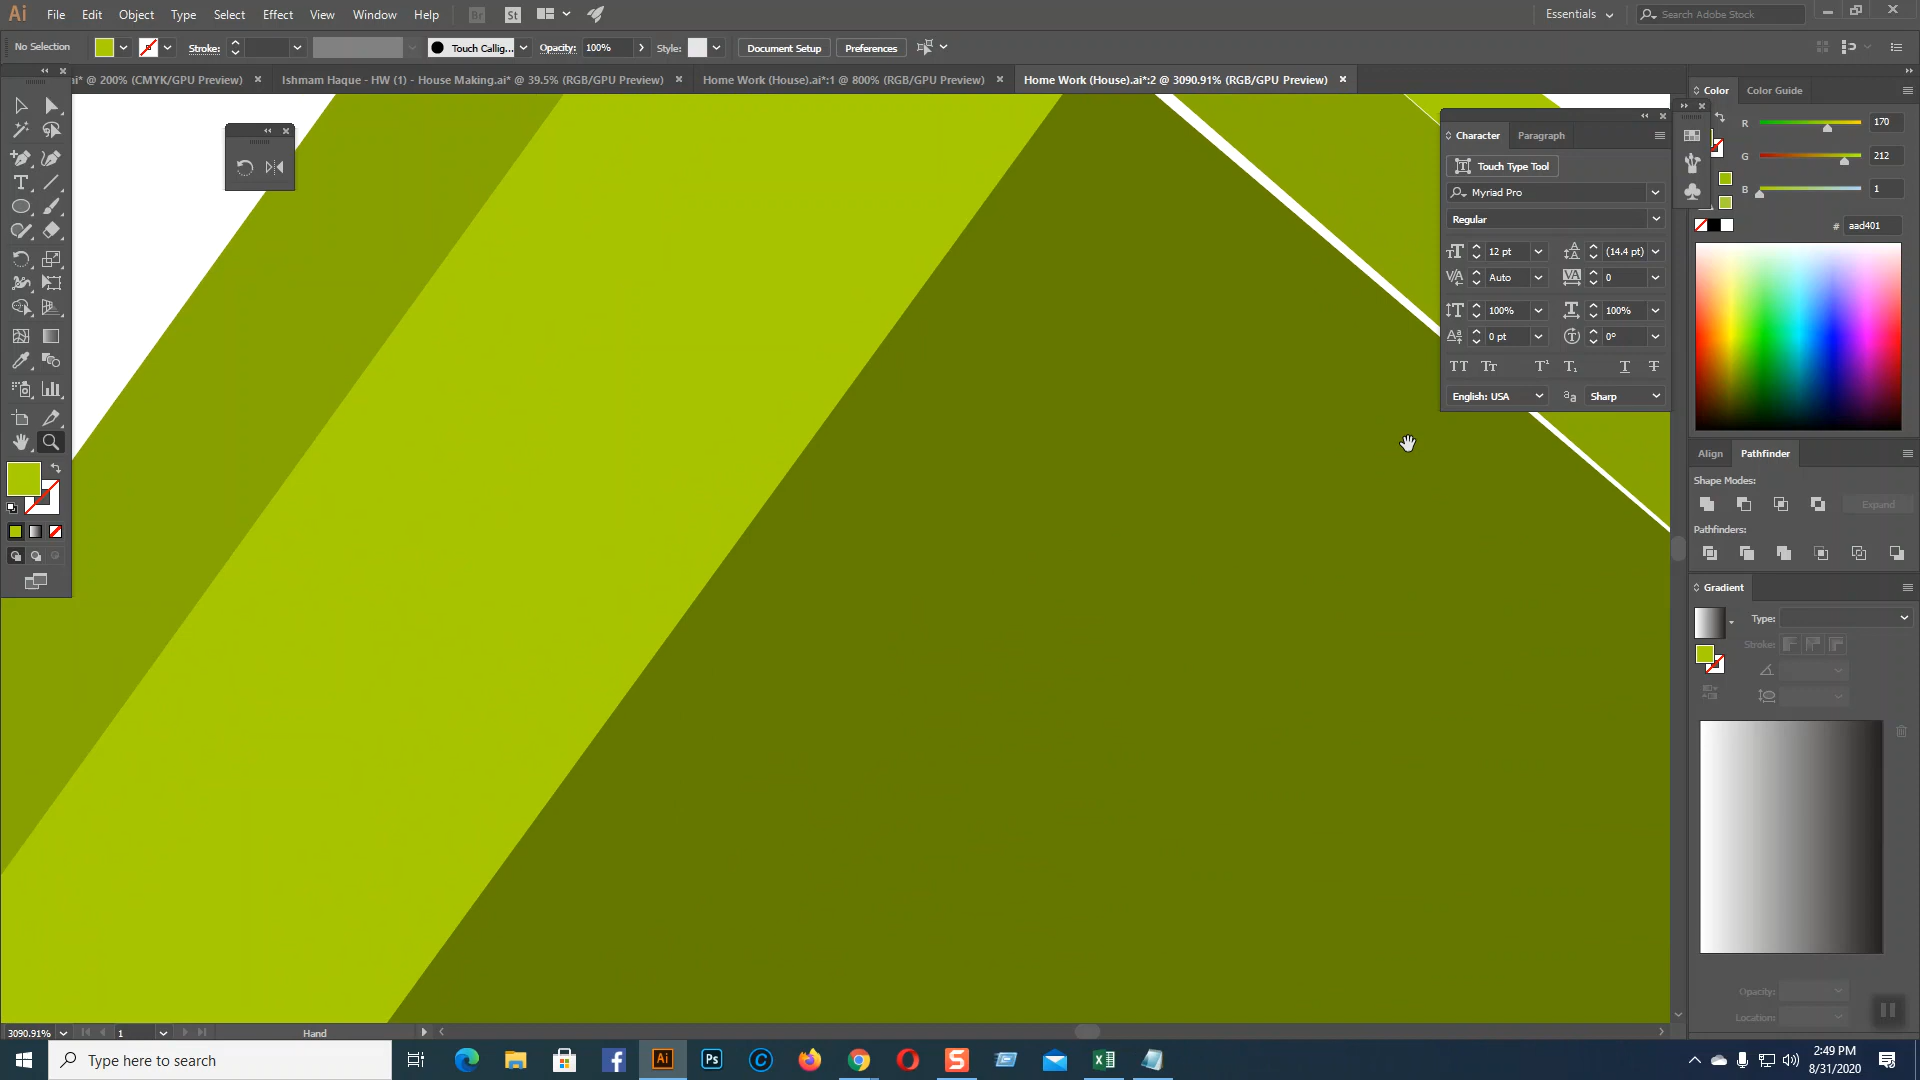 Ai File Edit Object Type Select Effect View Window Help Br St Essentials Search Adobe Stock
No Selection Stroke: Touch Callig... Opacity: 100% Style: Document Setup Preferences
ai* @ 200% (CMYK/GPU Preview) Ishmam Haque - HW (1) - House Making.ai* @ 39.5% (RGB/GPU Preview) Home Work (House).ai*:1 @ 800% (RGB/GPU Preview) Home Work (House).ai*:2 @ 3090.91% (RGB/GPU Preview)
Color Color Guide
R 170
G 212
B 1
# aad401
Character Paragraph
Touch Type Tool
Myriad Pro
Regular
12 pt (14.4 pt)
Auto 0
100% 100%
0 pt 0°
English: USA Sharp
Align Pathfinder
Shape Modes:
Expand
Pathfinders:
Gradient
Type:
Stroke:
Opacity:
Location:
3090.91% 1 Hand
Type here to search
2:49 PM
8/31/2020